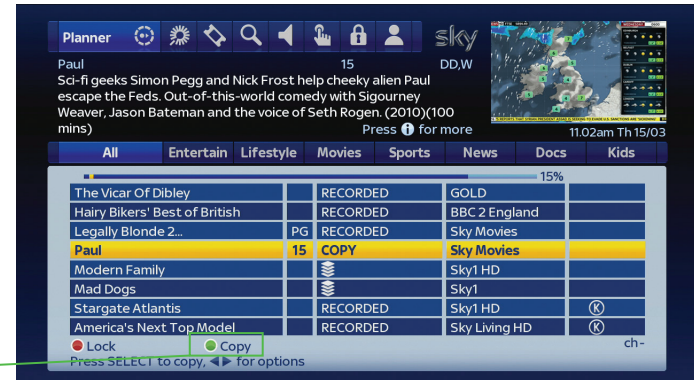 Planner
sky
Paul 15 DD,W
Sci-fi geeks Simon Pegg and Nick Frost help cheeky alien Paul
escape the Feds. Out-of-this-world comedy with Sigourney
Weaver, Jason Bateman and the voice of Seth Rogen. (2010)(100
mins)
Press i for more
11.02am Th 15/03
All Entertain Lifestyle Movies Sports News Docs Kids
15%
The Vicar Of Dibley RECORDED GOLD
Hairy Bikers' Best of British RECORDED BBC 2 England
Legally Blonde 2... PG RECORDED Sky Movies
Paul 15 COPY Sky Movies
Modern Family Sky1 HD
Mad Dogs Sky1
Stargate Atlantis RECORDED Sky1 HD K
America's Next Top Model RECORDED Sky Living HD K
Lock Copy ch-
Press SELECT to copy, for options